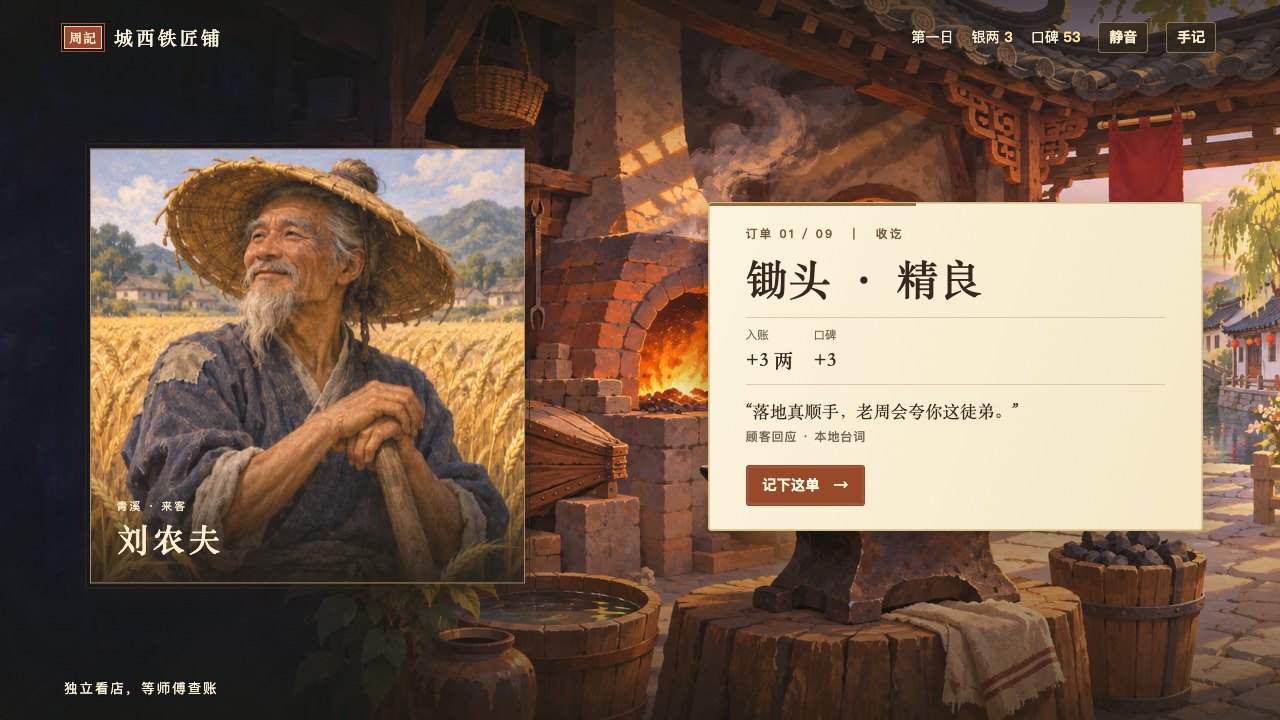 周記
城西铁匠铺
第一日 银两 3 口碑 53 静音 手记
订单 01 / 09 | 收讫
锄头 · 精良
入账 口碑
+3 两 +3
“落地真顺手，老周会夸你这徒弟。”
顾客回应 · 本地台词
记下这单 →
青溪 · 来客
刘农夫
独立看店，等师傅查账